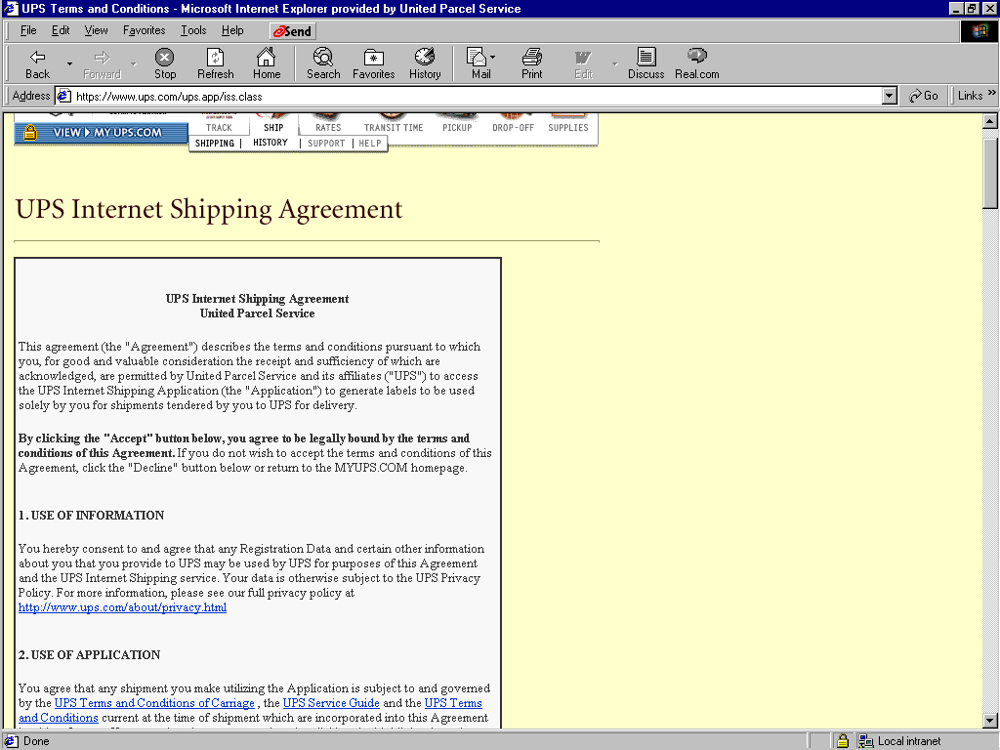 UPS Terms and Conditions - Microsoft Internet Explorer provided by United Parcel Service
File Edit View Favorites Tools Help eSend
Back Forward Stop Refresh Home Search Favorites History Mail Print Edit Discuss Real.com
Address https://www.ups.com/ups.app/iss.class Go Links »
VIEW MY UPS.COM TRACK SHIP RATES TRANSIT TIME PICKUP DROP-OFF SUPPLIES
SHIPPING | HISTORY | SUPPORT | HELP
UPS Internet Shipping Agreement
UPS Internet Shipping Agreement
United Parcel Service
This agreement (the "Agreement") describes the terms and conditions pursuant to which
you, for good and valuable consideration the receipt and sufficiency of which are
acknowledged, are permitted by United Parcel Service and its affiliates ("UPS") to access
the UPS Internet Shipping Application (the "Application") to generate labels to be used
solely by you for shipments tendered by you to UPS for delivery.
By clicking the "Accept" button below, you agree to be legally bound by the terms and
conditions of this Agreement. If you do not wish to accept the terms and conditions of this
Agreement, click the "Decline" button below or return to the MYUPS.COM homepage.
1. USE OF INFORMATION
You hereby consent to and agree that any Registration Data and certain other information
about you that you provide to UPS may be used by UPS for purposes of this Agreement
and the UPS Internet Shipping service. Your data is otherwise subject to the UPS Privacy
Policy. For more information, please see our full privacy policy at
http://www.ups.com/about/privacy.html
2. USE OF APPLICATION
You agree that any shipment you make utilizing the Application is subject to and governed
by the UPS Terms and Conditions of Carriage , the UPS Service Guide and the UPS Terms
and Conditions current at the time of shipment which are incorporated into this Agreement
Done Local intranet